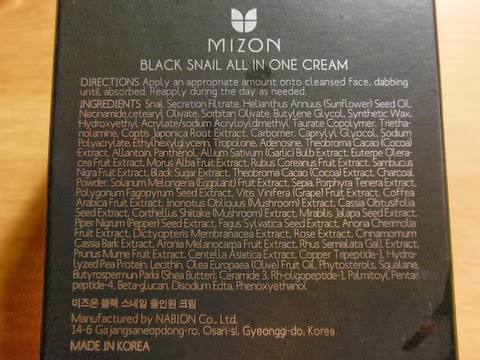 MIZON
BLACK SNAIL ALL IN ONE CREAM
DIRECTIONS Apply an appropriate amount onto cleansed face, dabbing
until absorbed. Reapply during the day as needed.
INGREDIENTS Snail Secretion Filtrate, Helianthus Annuus (Sunflower) Seed Oil,
Niacinamide,cetearyl Olivate, Sorbitan Olivate, Butylene Glycol, Synthetic Wax,
Hydroxyethyl Acrylate/sodium Acryloyldimethyl, Taurate Copolymer, Trietha-
nolamine, Coptis Japonica Root Extract, Carbomer, Caprylyl, Glyocol, Sodium
Polyacrylate, Ethylhexylglycerin, Tropolone, Adenosine, Theobroma Cacao (Cocoa)
Extract, Allantoin, Panthenol, Allium Sativum (Garlic) Bulb Extract, Euterpe Olera-
cea Fruit Extract, Morus Alba Fruit Extract, Rubus Coreanus Fruit Extract, Sambucus
Nigra Fruit Extract, Black Sugar Extract, Theobroma Cacao (Cocoa) Extract, Charcoal
Powder, Solanum Melongena (Eggplant) Fruit Extract, Sepia, Porphyra Tenera Extract,
Polygonum Fagopyrum Seed Extract, Vitis Vinifera (Grape) Fruit Extract, Coffea
Arabica Fruit Extract, Inonotus Obliquus (Mushroom) Extract, Cassia Obtusifolia
Seed Extract, Corthellus Shiitake (Mushroom) Extract, Mirabilis Jalapa Seed Extract,
Piper Nigrum (Pepper) Seed Extract, Fagus Sylvatica Seed Extract, Anona Chermolia
Fruit Extract, Dictyopteris Membranacea Extract, Rose Extract, Cinnamomum
Cassia Bark Extract, Aronia Melanocarpa Fruit Extract, Rhus Semialata Gall Extract,
Prunus Mume Fruit Extract, Centella Asiatica Extract, Copper Tripeptide-1, Hydro-
lyzed Pea Protein, Lecithin, Olea Europaea (Olive) Fruit Oil, Phytosterols, Squalane,
Butyrospermun Parkii (Shea Butter), Ceramide 3, Rh-oligopeptide-1, Palmitoyl Penta-
peptide-4, Beta-glucan, Disodium Edta, Phenoxyethanol
미즈온 블랙 스네일 올인원 크림
Manufactured by NABION Co., Ltd.
14-6 Gajangsaneopdong-ro, Osan-si, Gyeonggi-do, Korea
MADE IN KOREA